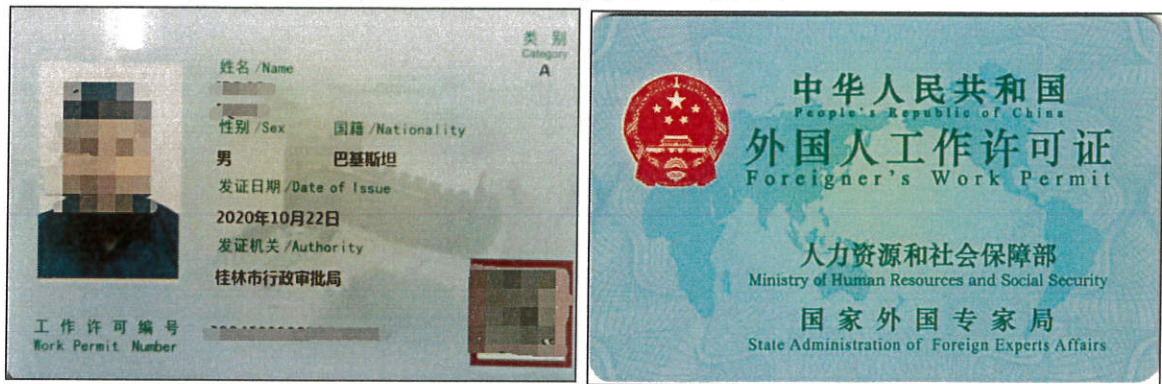 类 别
Category
A
姓名 /Name
性别 /Sex 国籍 /Nationality
男 巴基斯坦
发证日期 /Date of Issue
2020年10月22日
发证机关 /Authority
桂林市行政审批局
工 作 许 可 编 号
Work Permit Number
中华人民共和国
People's Republic of China
外国人工作许可证
Foreigner's Work Permit
人力资源和社会保障部
Ministry of Human Resources and Social Security
国家外国专家局
State Administration of Foreign Experts Affairs